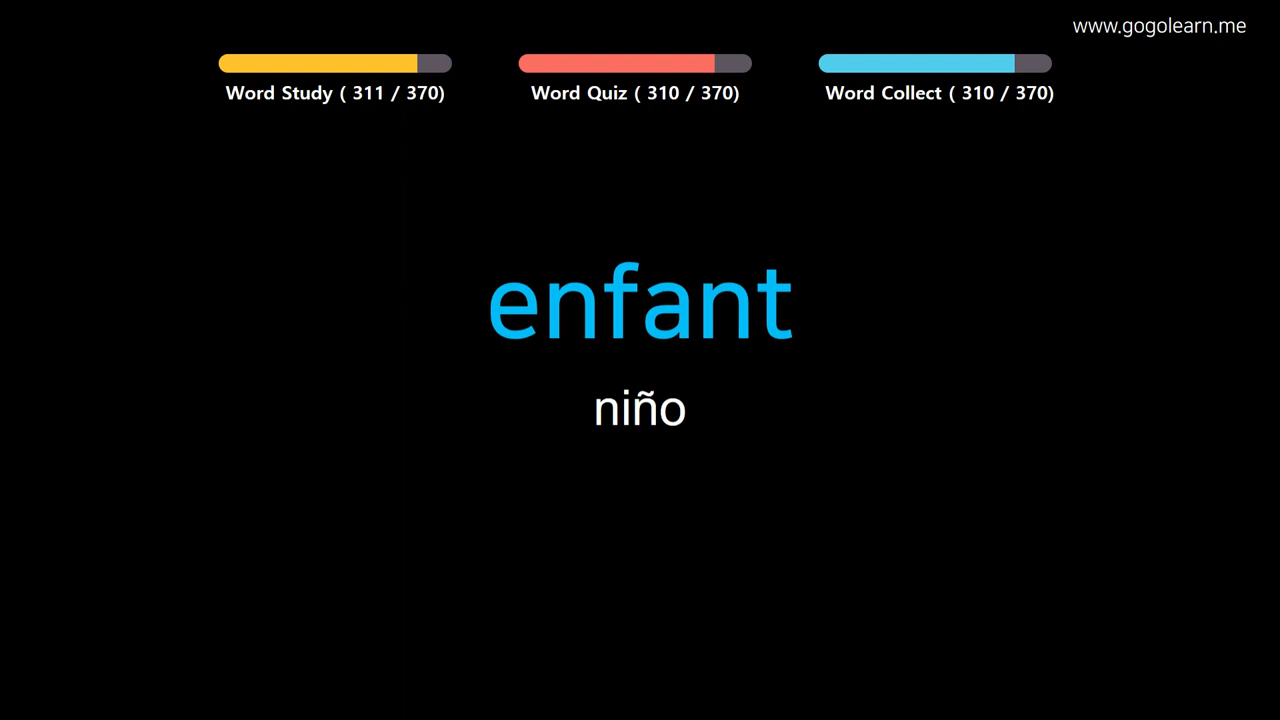 www.gogolearn.me
Word Study ( 311 / 370)
Word Quiz ( 310 / 370)
Word Collect ( 310 / 370)
enfant
niño